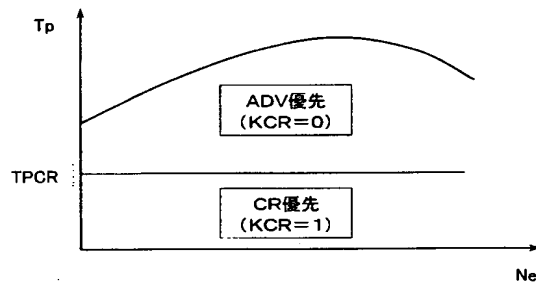 Tp
ADV優先
(KCR=0)
TPCR
CR優先
(KCR=1)
Ne